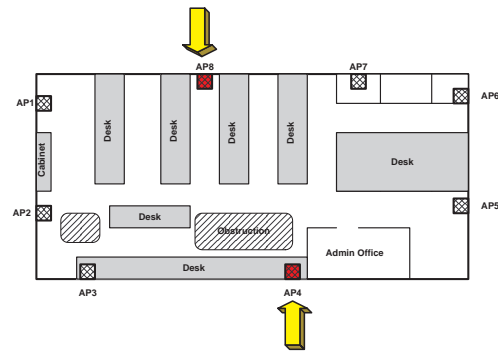 AP8
AP7
AP1
AP6
Desk
Desk
Desk
Desk
Cabinet
Desk
AP2
AP5
Desk
Obstruction
Admin Office
Desk
AP3
AP4